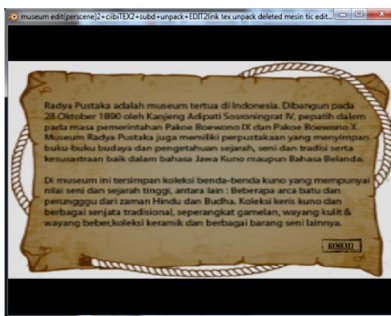 museum edit(perscene)2+cibiTEX2+subd+unpack+EDIT2link tex unpack deleted mesin tic edit...
Radya Pustaka adalah museum tertua di Indonesia. Dibangun pada
28 Oktober 1890 oleh Kanjeng Adipati Sosroningrat IV, pepatih dalem
pada masa pemerintahan Pakoe Boewono IX dan Pakoe Boewono X.
Museum Radya Pustaka juga memiliki perpustakaan yang menyimpan
buku-buku budaya dan pengetahuan sejarah, seni dan tradisi serta
kesusastraan baik dalam bahasa Jawa Kuno maupun Bahasa Belanda.
Di museum ini tersimpan koleksi benda-benda kuno yang mempunyai
nilai seni dan sejarah tinggi, antara lain : Beberapa arca batu dan
perungggu dari zaman Hindu dan Budha. Koleksi keris kuno dan
berbagai senjata tradisional, seperangkat gamelan, wayang kulit &
wayang beber,koleksi keramik dan berbagai barang seni lainnya.